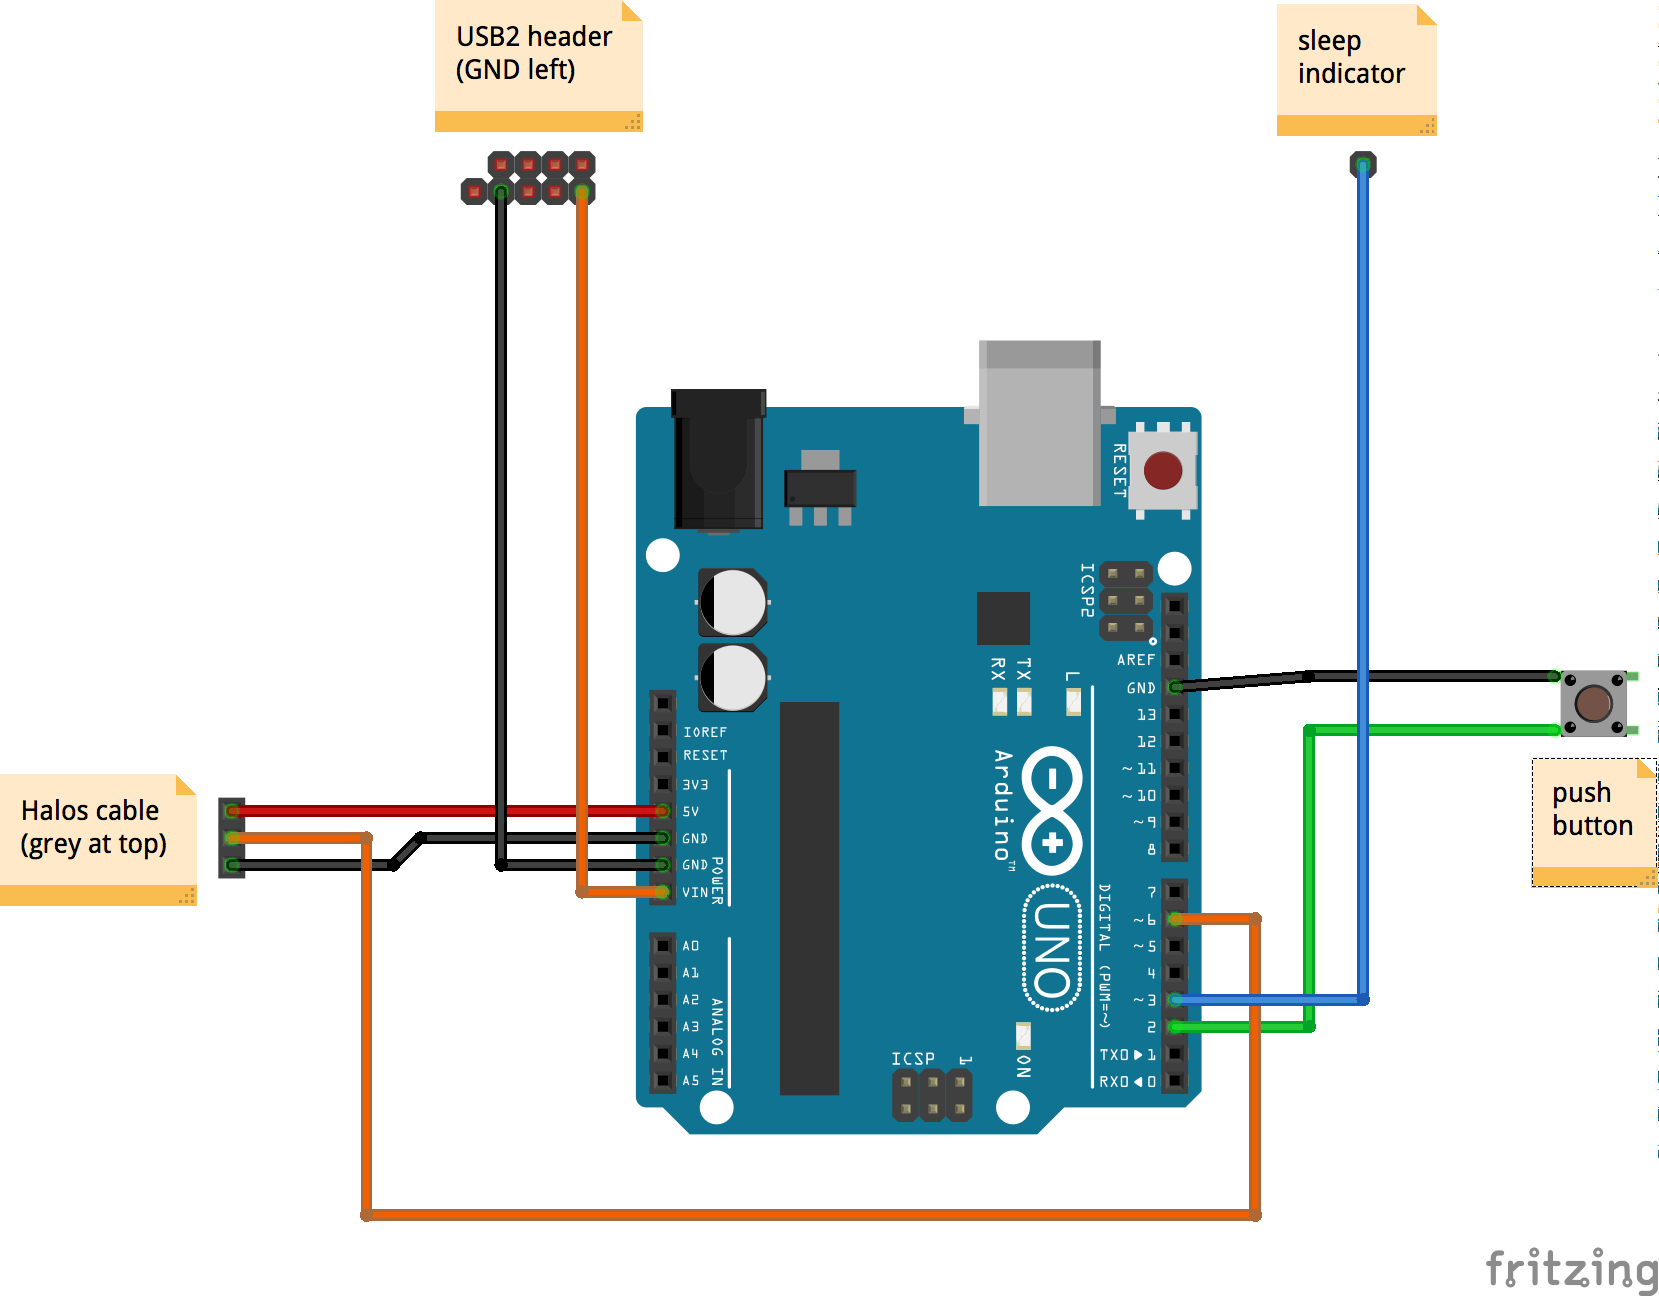 USB2 header
(GND left)
sleep
indicator
RESET
ICSP2
AREF
GND
RX
TX
L
13
12
~11
~10
~9
8
IOREF
RESET
3V3
5V
GND
GND
VIN
POWER
Arduino™
UNO
Halos cable
(grey at top)
push
button
7
~6
~5
4
~3
2
TX0▶1
RX0◀0
DIGITAL (PWM=~)
A0
A1
A2
A3
A4
A5
ANALOG IN
ICSP
1
ON
fritzing